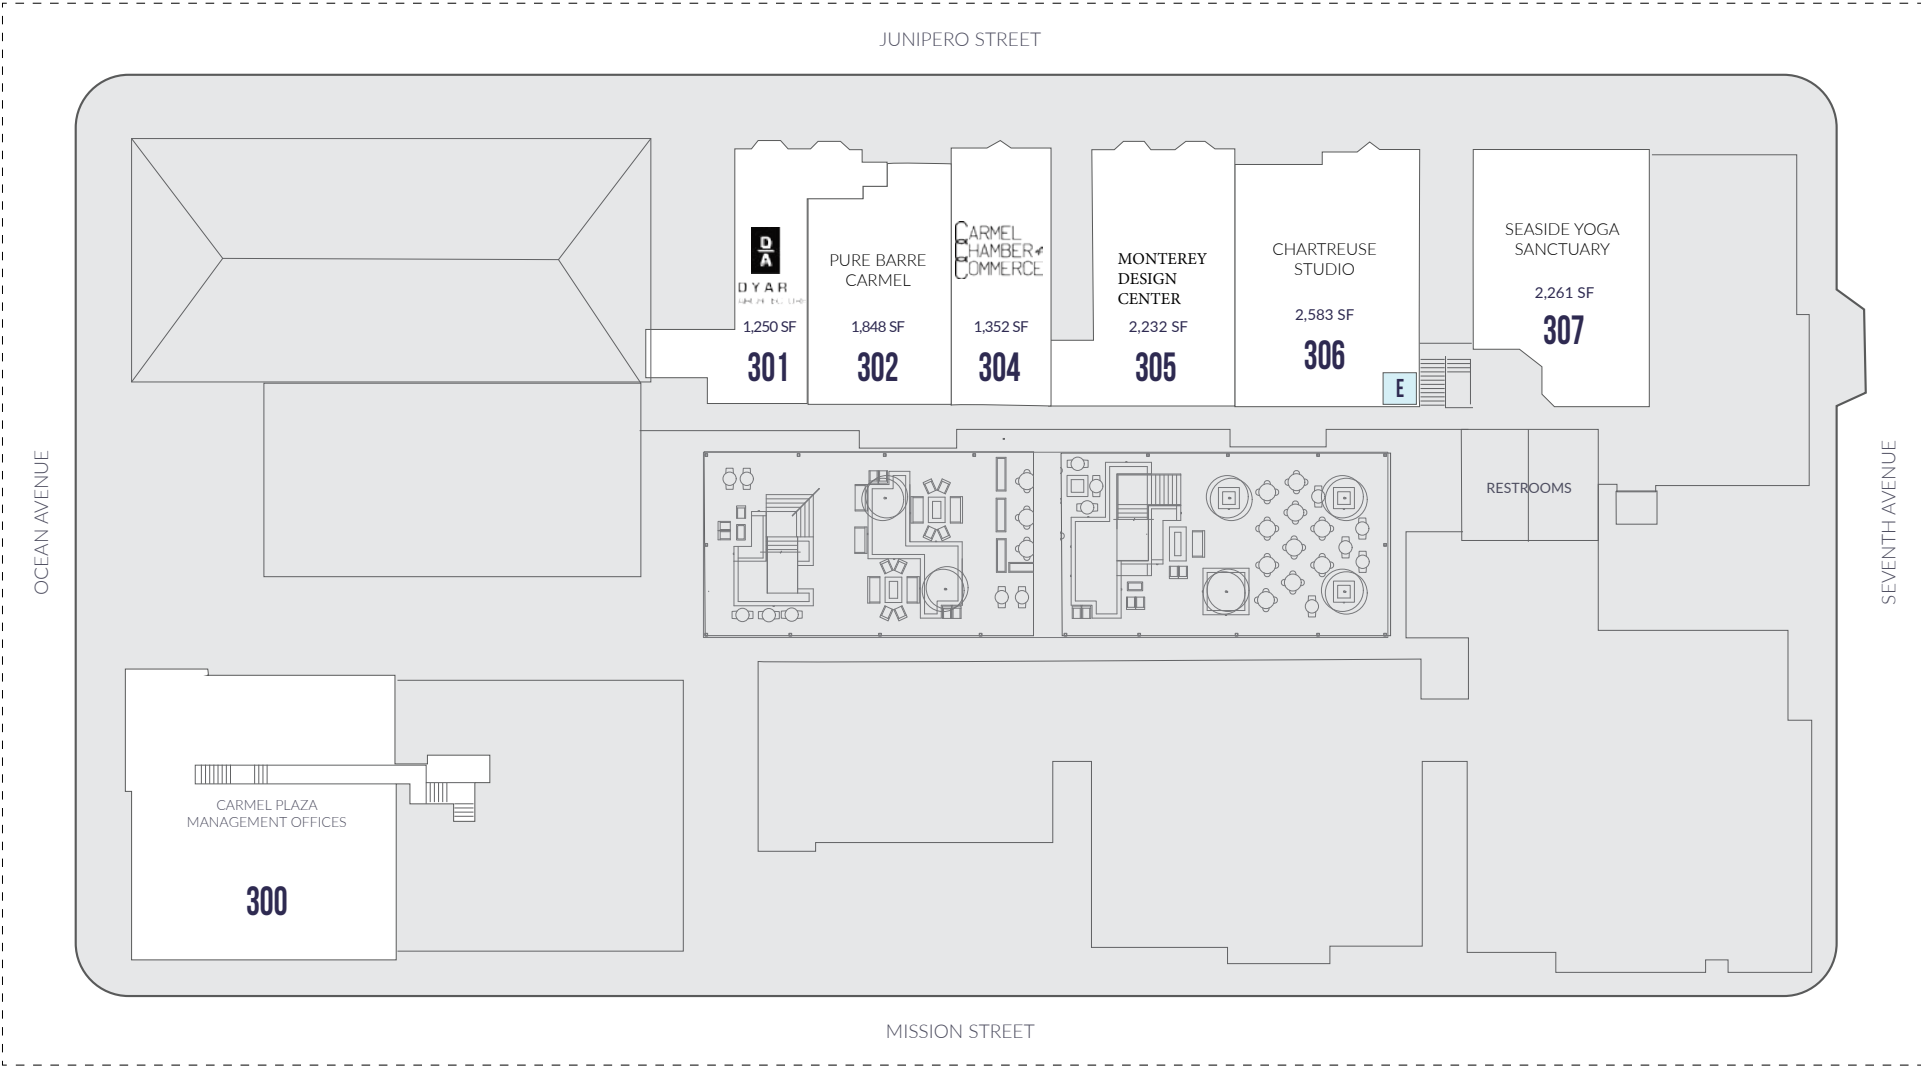 JUNIPERO STREET
OCEAN AVENUE
D
A
DYAR
ARCHITECTURE
1,250 SF
301
PURE BARRE
CARMEL
1,848 SF
302
CARMEL
CHAMBER of
COMMERCE
1,352 SF
304
MONTEREY
DESIGN
CENTER
2,232 SF
305
CHARTREUSE
STUDIO
2,583 SF
306
E
SEASIDE YOGA
SANCTUARY
2,261 SF
307
RESTROOMS
SEVENTH AVENUE
CARMEL PLAZA
MANAGEMENT OFFICES
300
MISSION STREET